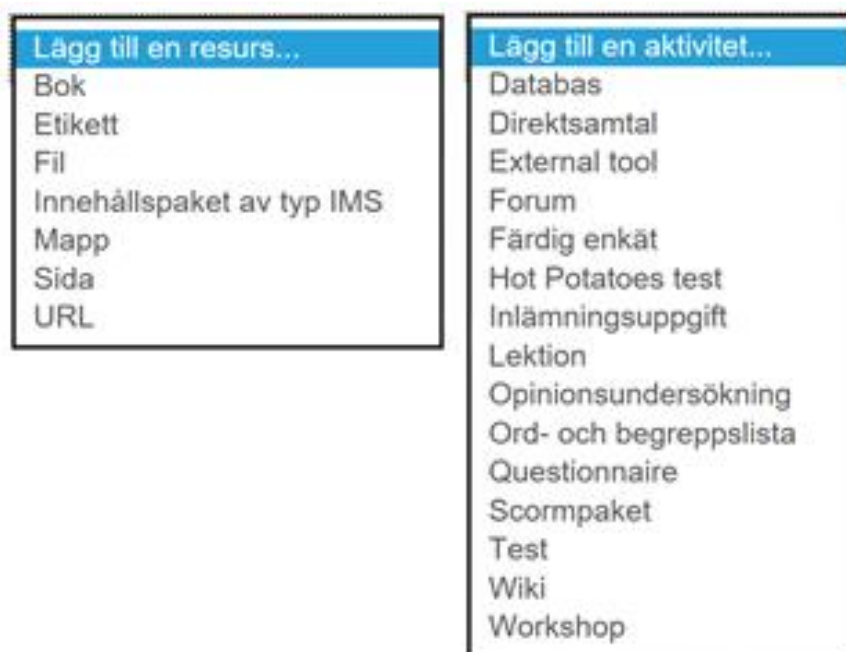 Lägg till en resurs...
Bok
Etikett
Fil
Innehållspaket av typ IMS
Mapp
Sida
URL
Lägg till en aktivitet...
Databas
Direktsamtal
External tool
Forum
Färdig enkät
Hot Potatoes test
Inlämningsuppgift
Lektion
Opinionsundersökning
Ord- och begreppslista
Questionnaire
Scormpaket
Test
Wiki
Workshop